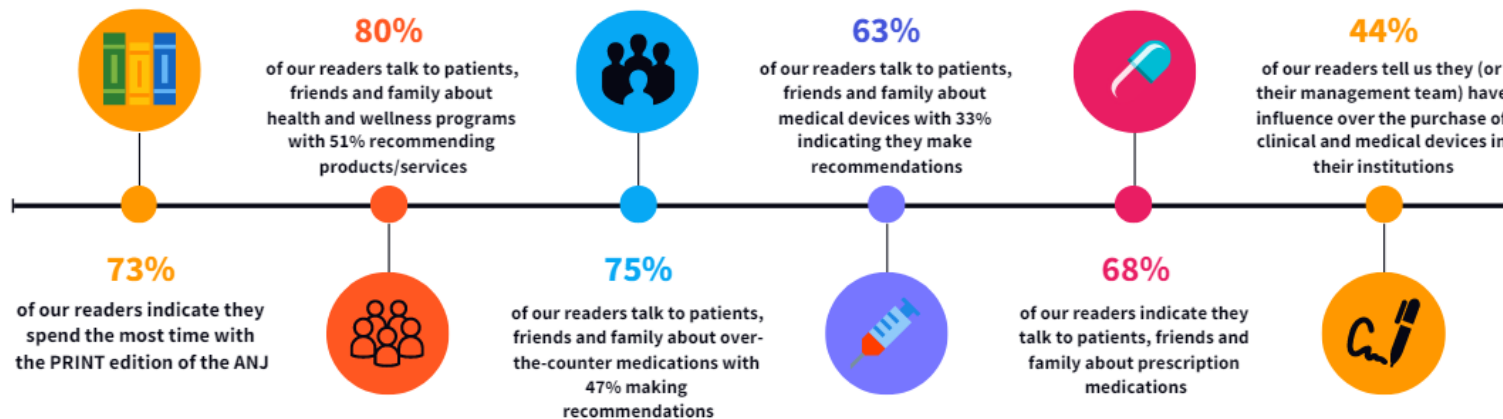 73%
of our readers indicate they
spend the most time with
the PRINT edition of the ANJ
80%
of our readers talk to patients,
friends and family about
health and wellness programs
with 51% recommending
products/services
75%
of our readers talk to patients,
friends and family about over-
the-counter medications with
47% making
recommendations
63%
of our readers talk to patients,
friends and family about
medical devices with 33%
indicating they make
recommendations
68%
of our readers indicate they
talk to patients, friends and
family about prescription
medications
44%
of our readers tell us they (or
their management team) have
influence over the purchase of
clinical and medical devices in
their institutions